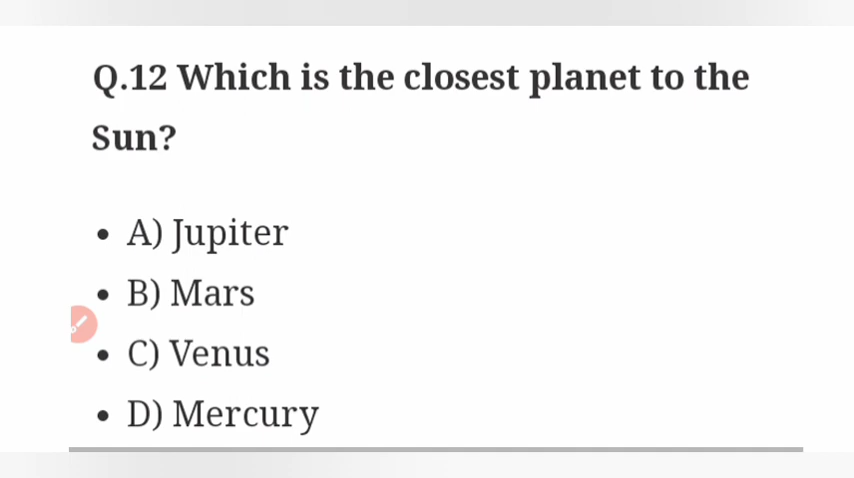 Q.12 Which is the closest planet to the
Sun?
• A) Jupiter
• B) Mars
• C) Venus
• D) Mercury